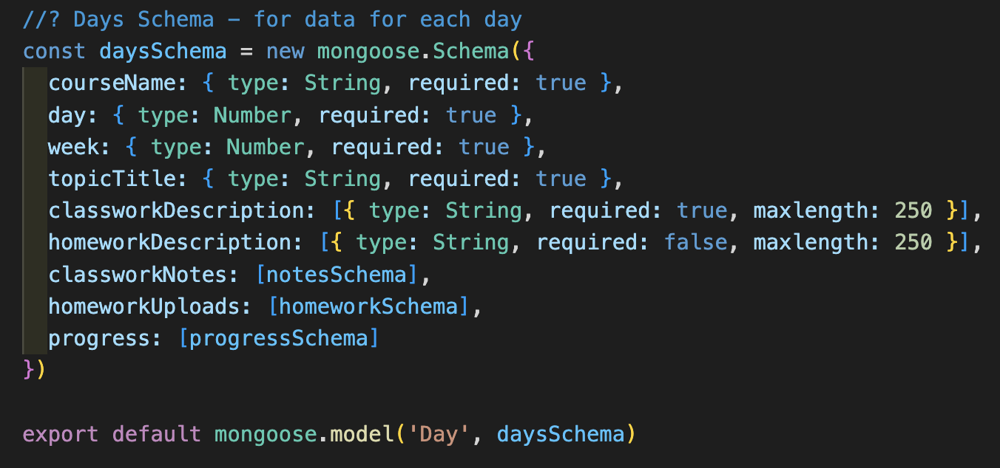 //? Days Schema – for data for each day
const daysSchema = new mongoose.Schema({
courseName: { type: String, required: true },
day: { type: Number, required: true },
week: { type: Number, required: true },
topicTitle: { type: String, required: true },
classworkDescription: [{ type: String, required: true, maxlength: 250 }],
homeworkDescription: [{ type: String, required: false, maxlength: 250 }],
classworkNotes: [notesSchema],
homeworkUploads: [homeworkSchema],
progress: [progressSchema]
})
export default mongoose.model('Day', daysSchema)